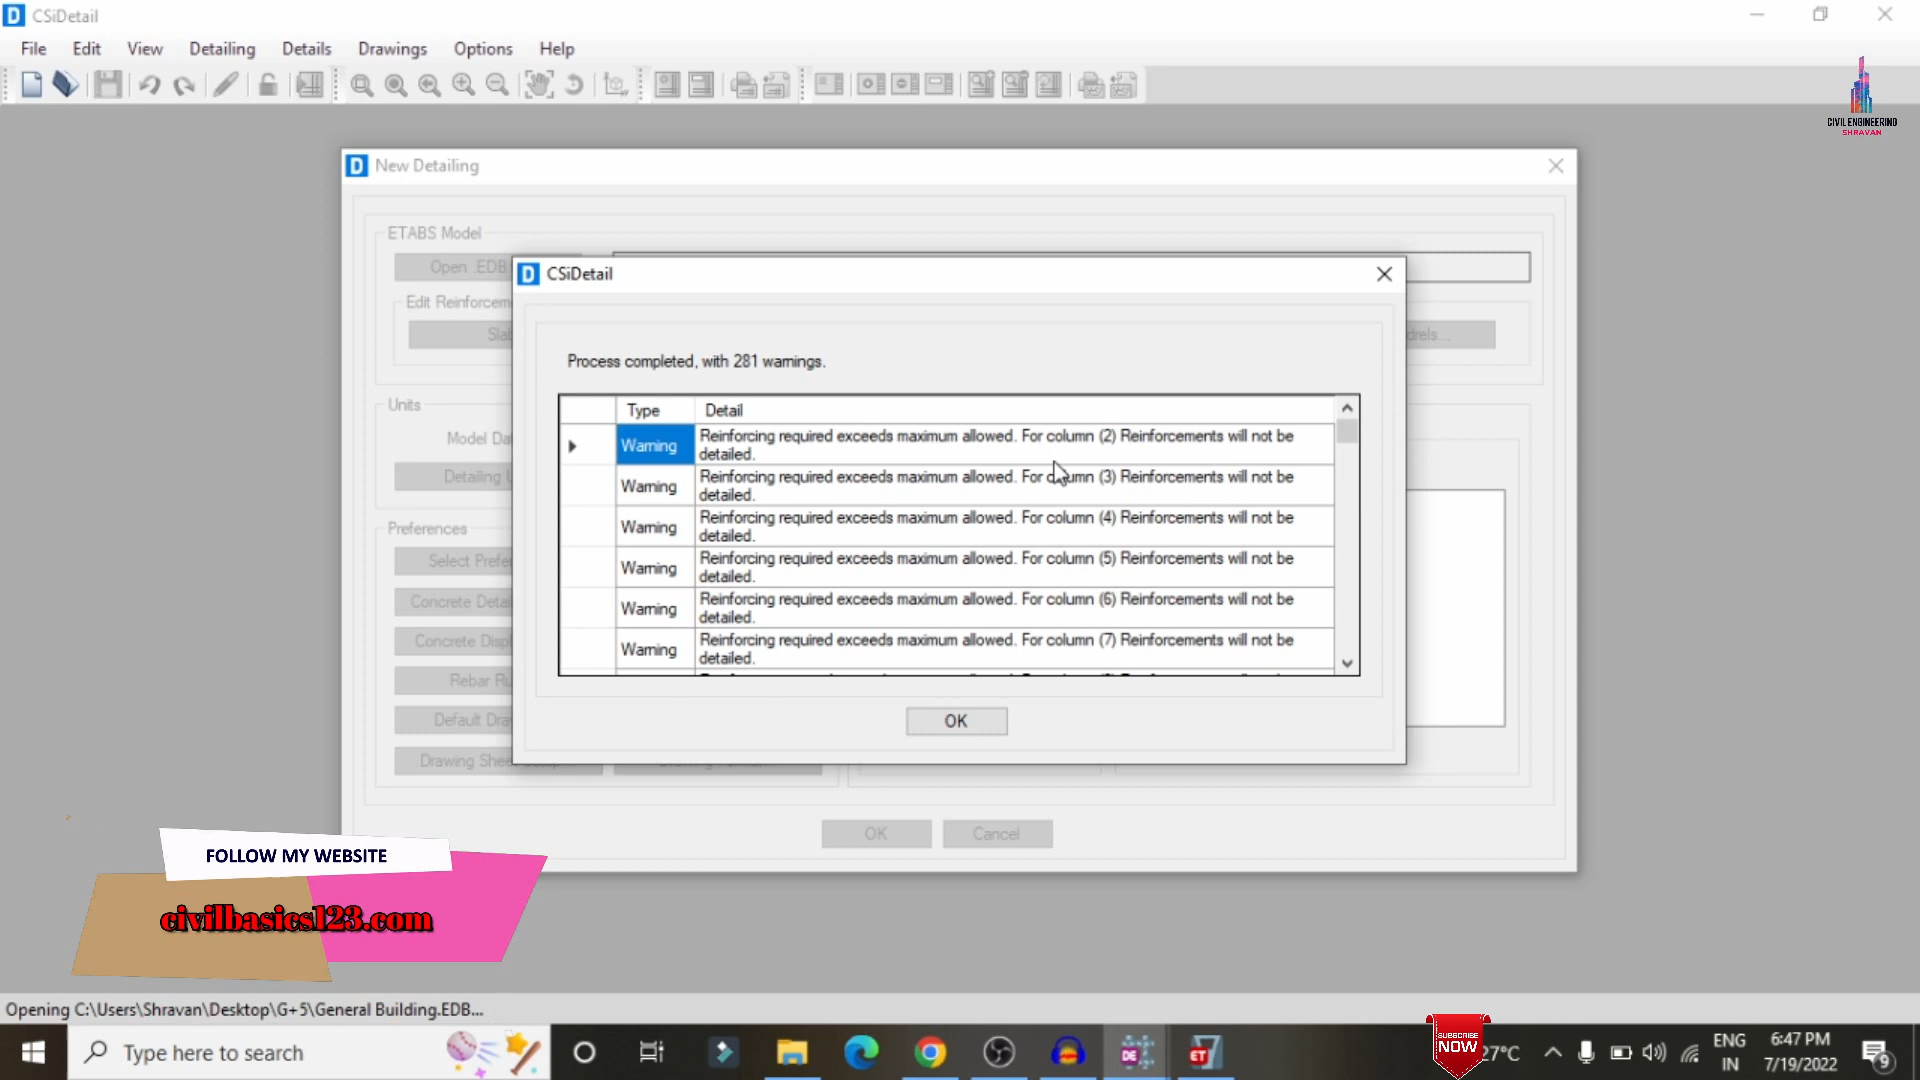 CSiDetail
File Edit View Detailing Details Drawings Options Help
CIVIL ENGINEERING
SHRAVAN
New Detailing
ETABS Model
Open .EDB
Edit Reinforcem
Slab
drels...
CSiDetail
Process completed, with 281 warnings.
Type Detail
Warning Reinforcing required exceeds maximum allowed. For column (2) Reinforcements will not be
detailed.
Warning Reinforcing required exceeds maximum allowed. For column (3) Reinforcements will not be
detailed.
Warning Reinforcing required exceeds maximum allowed. For column (4) Reinforcements will not be
detailed.
Warning Reinforcing required exceeds maximum allowed. For column (5) Reinforcements will not be
detailed.
Warning Reinforcing required exceeds maximum allowed. For column (6) Reinforcements will not be
detailed.
Warning Reinforcing required exceeds maximum allowed. For column (7) Reinforcements will not be
detailed.
OK
Units
Model Da
Detailing U
Preferences
Select Prefe
Concrete Detai
Concrete Disp
Rebar Ru
Default Dra
Drawing Shee
OK Cancel
FOLLOW MY WEBSITE
civilbasics123.com
Opening C:\Users\Shravan\Desktop\G+5\General Building.EDB...
Type here to search
DE
ET
SUBSCRIBE
NOW
27°C
ENG
IN
6:47 PM
7/19/2022
9